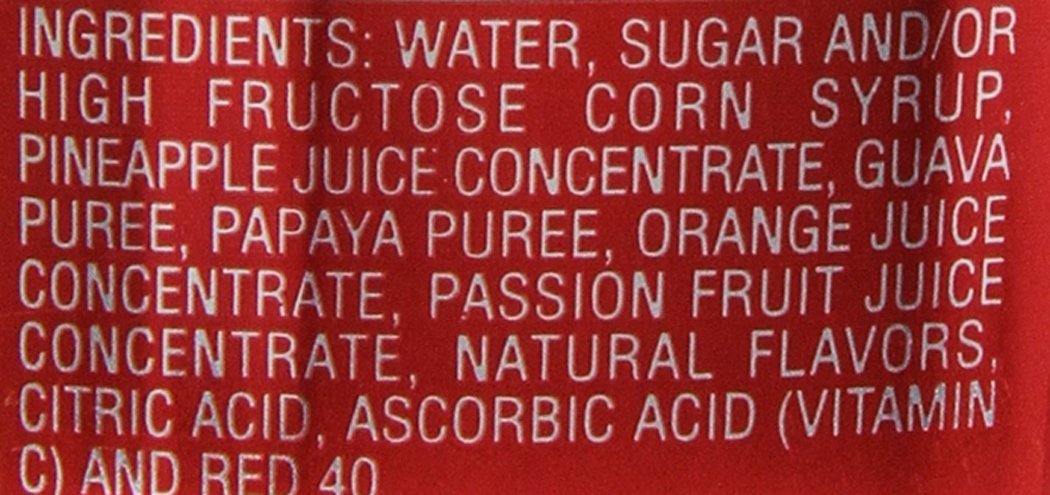 INGREDIENTS: WATER, SUGAR AND/OR
HIGH FRUCTOSE CORN SYRUP,
PINEAPPLE JUICE CONCENTRATE, GUAVA
PUREE, PAPAYA PUREE, ORANGE JUICE
CONCENTRATE, PASSION FRUIT JUICE
CONCENTRATE, NATURAL FLAVORS,
CITRIC ACID, ASCORBIC ACID (VITAMIN
C) AND RED 40